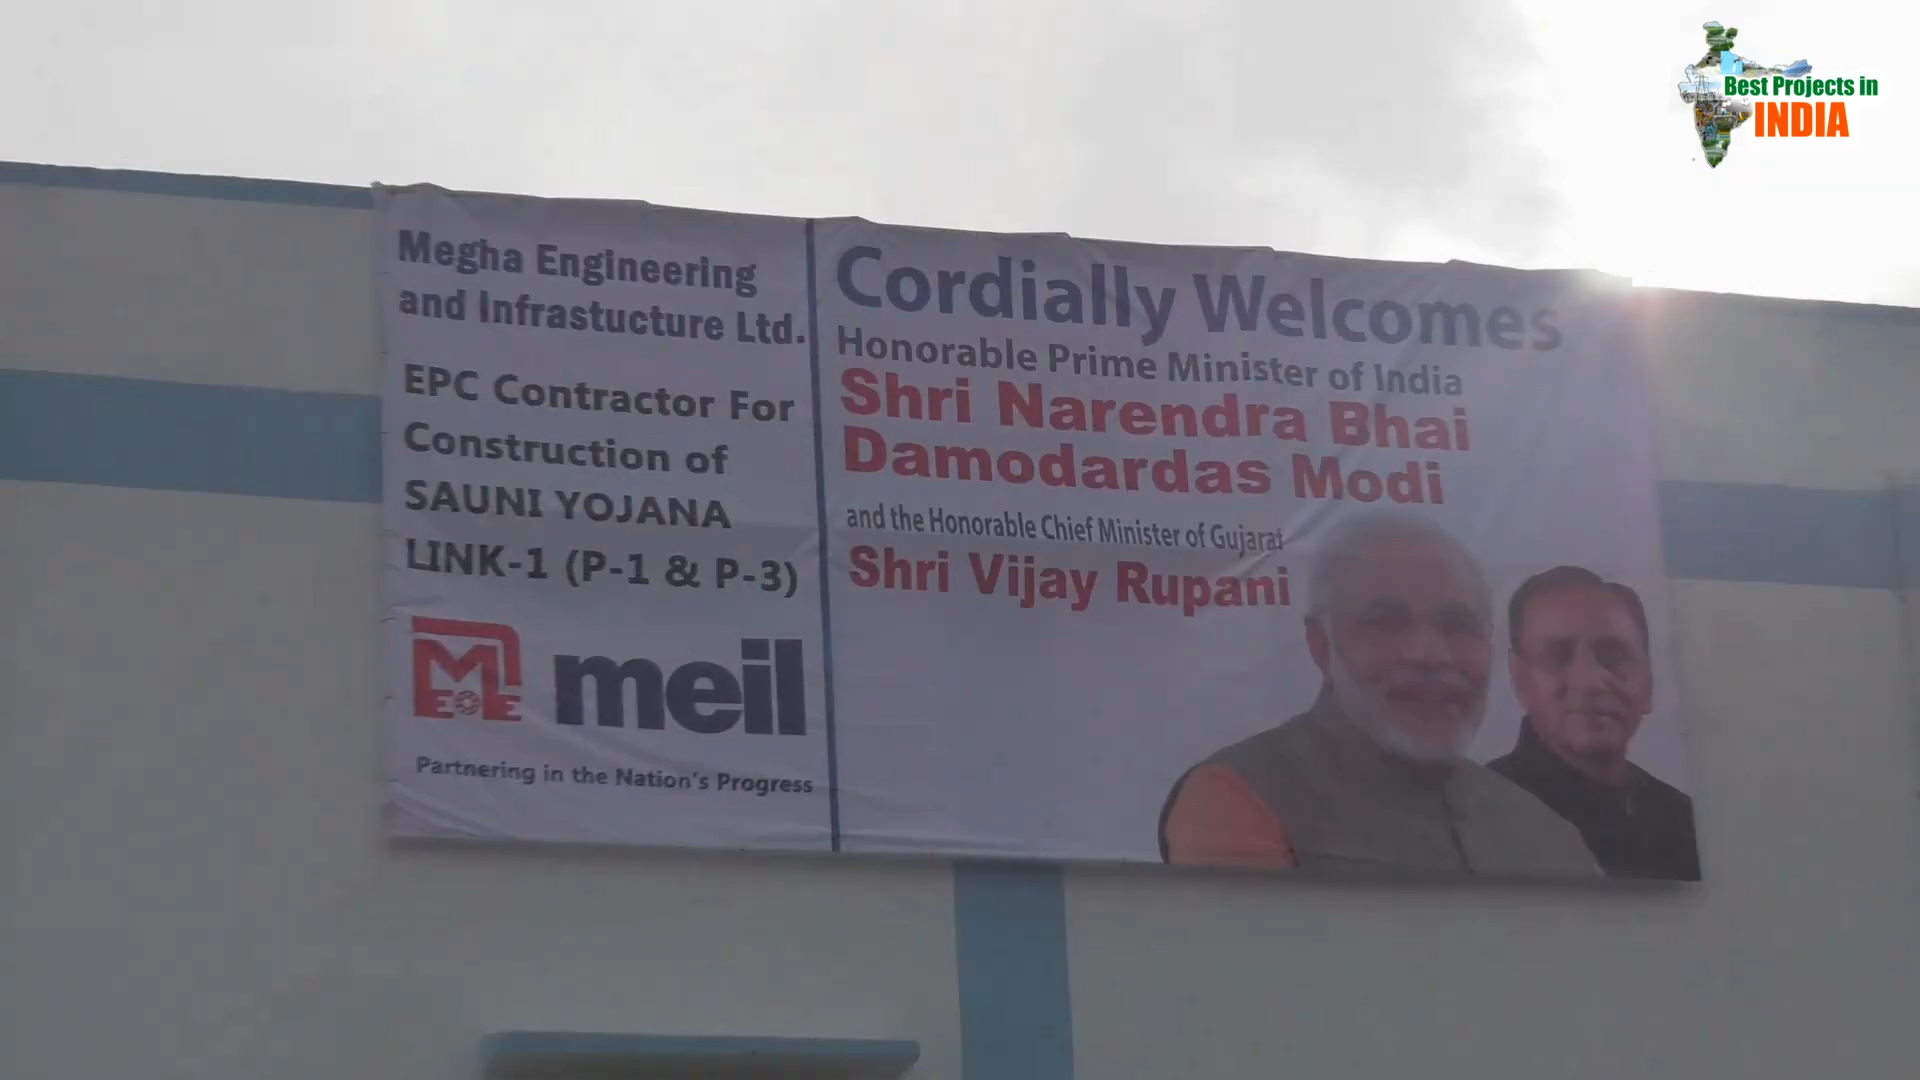 Best Projects in
INDIA
Megha Engineering
and Infrastucture Ltd.
EPC Contractor For
Construction of
SAUNI YOJANA
LINK-1 (P-1 & P-3)
MEOE
meil
Partnering in the Nation's Progress
Cordially Welcomes
Honorable Prime Minister of India
Shri Narendra Bhai
Damodardas Modi
and the Honorable Chief Minister of Gujarat
Shri Vijay Rupani